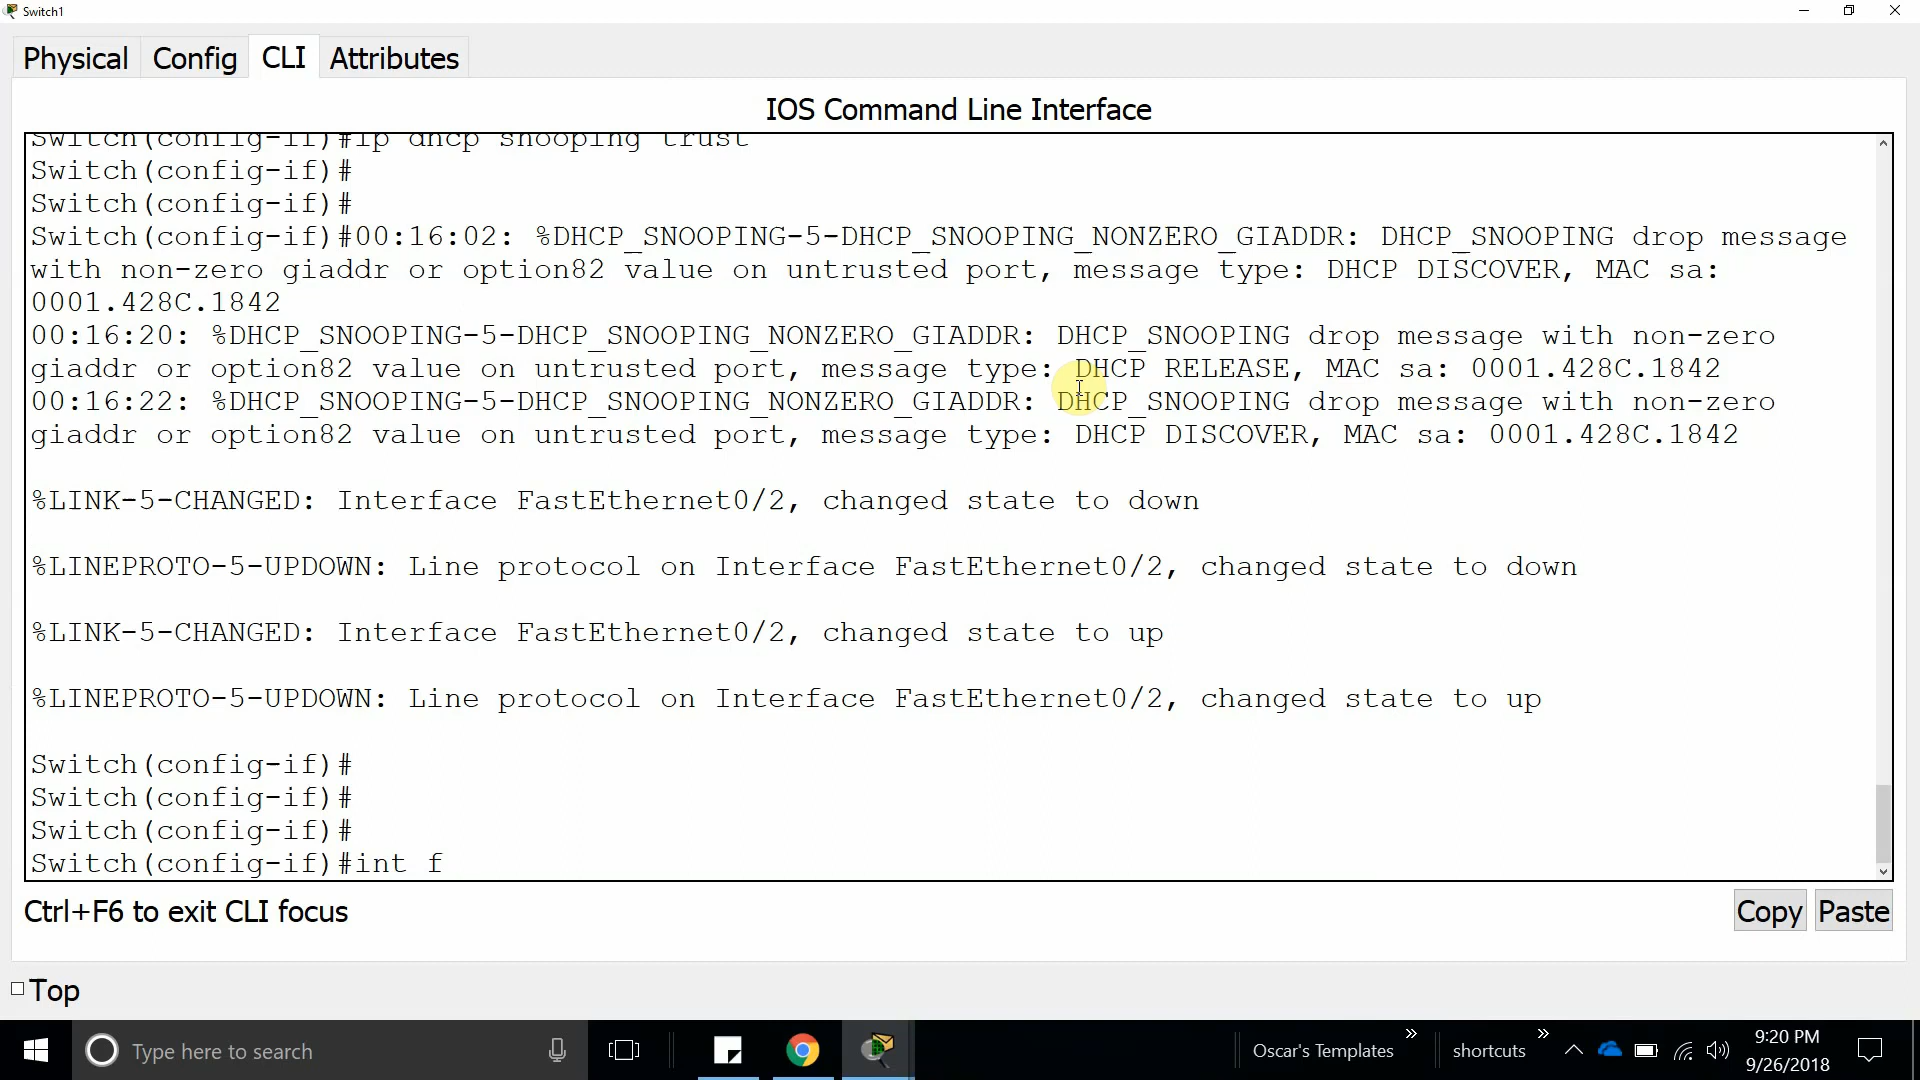 Switch1
Physical
Config
CLI
Attributes
IOS Command Line Interface
Switch(config-if)#ip dhcp snooping trust
Switch(config-if)#
Switch(config-if)#
Switch(config-if)#00:16:02: %DHCP_SNOOPING-5-DHCP_SNOOPING_NONZERO_GIADDR: DHCP_SNOOPING drop message
with non-zero giaddr or option82 value on untrusted port, message type: DHCP DISCOVER, MAC sa:
0001.428C.1842
00:16:20: %DHCP_SNOOPING-5-DHCP_SNOOPING_NONZERO_GIADDR: DHCP_SNOOPING drop message with non-zero
giaddr or option82 value on untrusted port, message type: DHCP RELEASE, MAC sa: 0001.428C.1842
00:16:22: %DHCP_SNOOPING-5-DHCP_SNOOPING_NONZERO_GIADDR: DHCP_SNOOPING drop message with non-zero
giaddr or option82 value on untrusted port, message type: DHCP DISCOVER, MAC sa: 0001.428C.1842
%LINK-5-CHANGED: Interface FastEthernet0/2, changed state to down
%LINEPROTO-5-UPDOWN: Line protocol on Interface FastEthernet0/2, changed state to down
%LINK-5-CHANGED: Interface FastEthernet0/2, changed state to up
%LINEPROTO-5-UPDOWN: Line protocol on Interface FastEthernet0/2, changed state to up
Switch(config-if)#
Switch(config-if)#
Switch(config-if)#
Switch(config-if)#int f
Ctrl+F6 to exit CLI focus
Copy
Paste
Top
Type here to search
Oscar's Templates
shortcuts
9:20 PM
9/26/2018